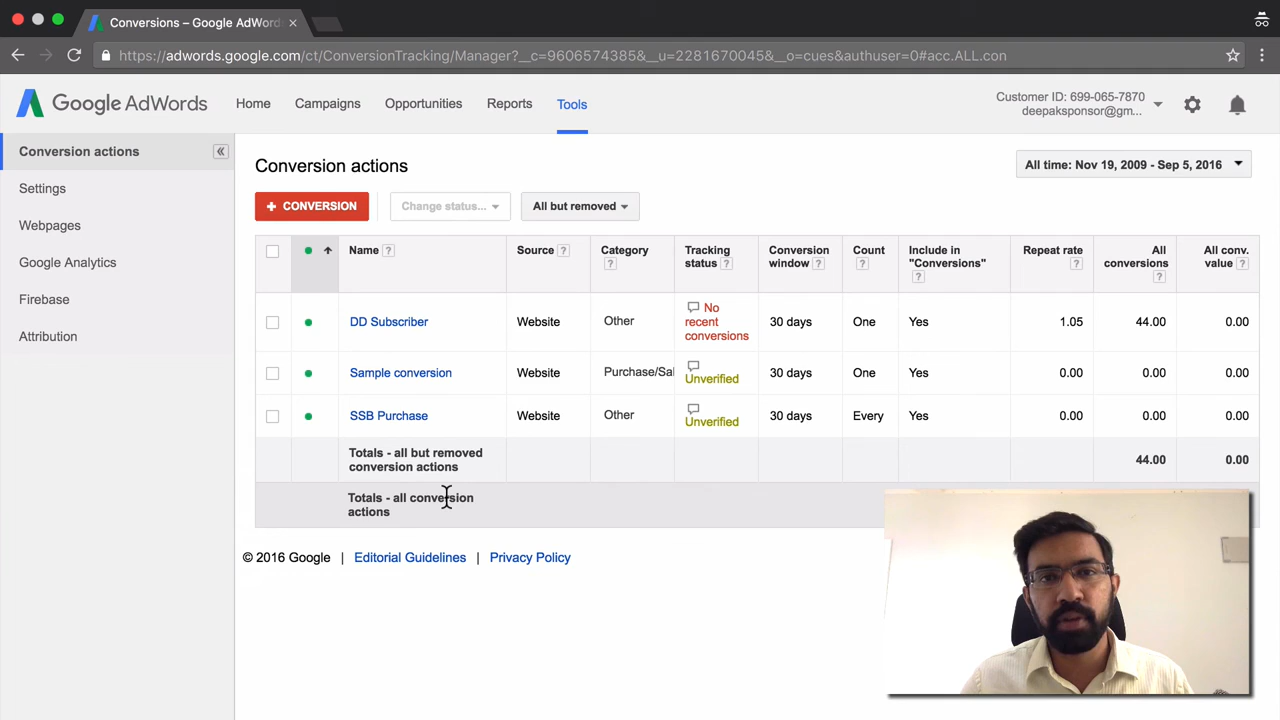 Conversions – Google AdWords
https://adwords.google.com/ct/ConversionTracking/Manager?__c=9606574385&__u=2281670045&__o=cues&authuser=0#acc.ALL.con
Google AdWords
Home
Campaigns
Opportunities
Reports
Tools
Customer ID: 699-065-7870
deepaksponsor@gm...
Conversion actions
Settings
Webpages
Google Analytics
Firebase
Attribution
Conversion actions
All time: Nov 19, 2009 - Sep 5, 2016
+ CONVERSION
Change status...
All but removed
Name ?
Source ?
Category ?
Tracking status ?
Conversion window ?
Count ?
Include in "Conversions" ?
Repeat rate ?
All conversions ?
All conv. value ?
DD Subscriber Website Other No recent conversions 30 days One Yes 1.05 44.00 0.00
Sample conversion Website Purchase/Sal Unverified 30 days One Yes 0.00 0.00 0.00
SSB Purchase Website Other Unverified 30 days Every Yes 0.00 0.00 0.00
Totals - all but removed conversion actions 44.00 0.00
Totals - all conversion actions
© 2016 Google | Editorial Guidelines | Privacy Policy